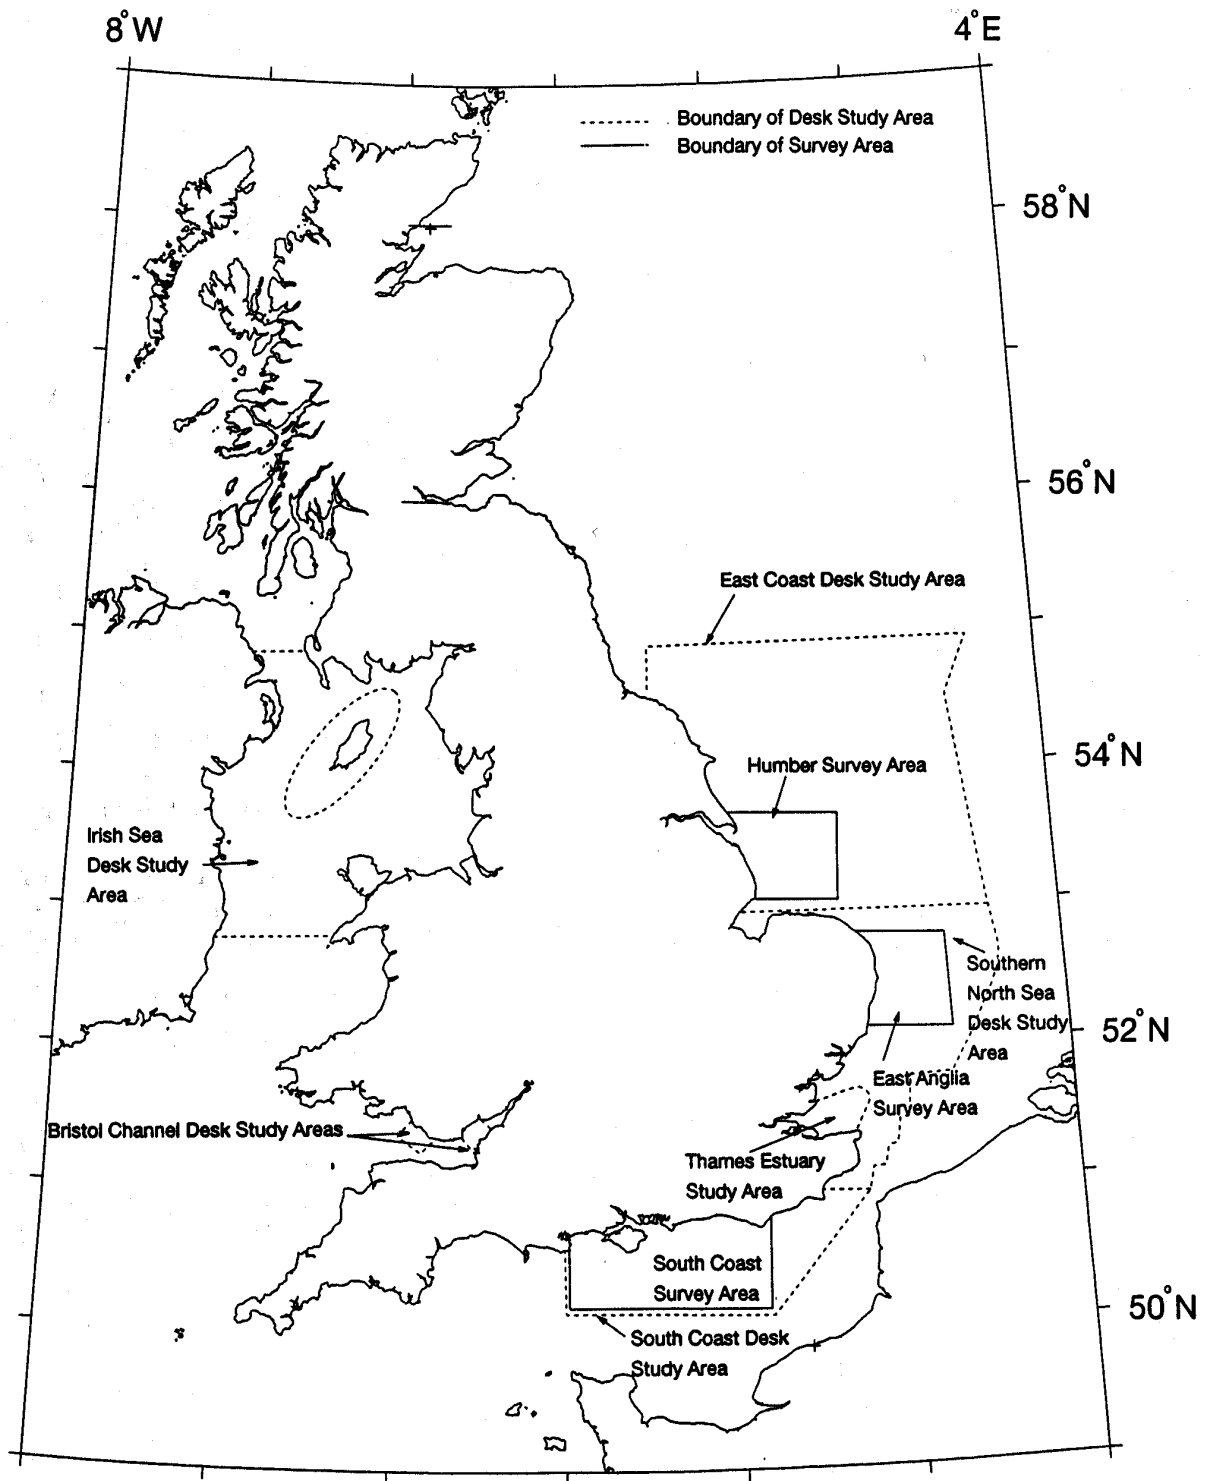 8°W
4°E
Boundary of Desk Study Area
Boundary of Survey Area
58°N
56°N
East Coast Desk Study Area
54°N
Humber Survey Area
Irish Sea
Desk Study
Area
Southern
North Sea
Desk Study
Area
52°N
East Anglia
Survey Area
Bristol Channel Desk Study Areas
Thames Estuary
Study Area
South Coast
Survey Area
50°N
South Coast Desk
Study Area